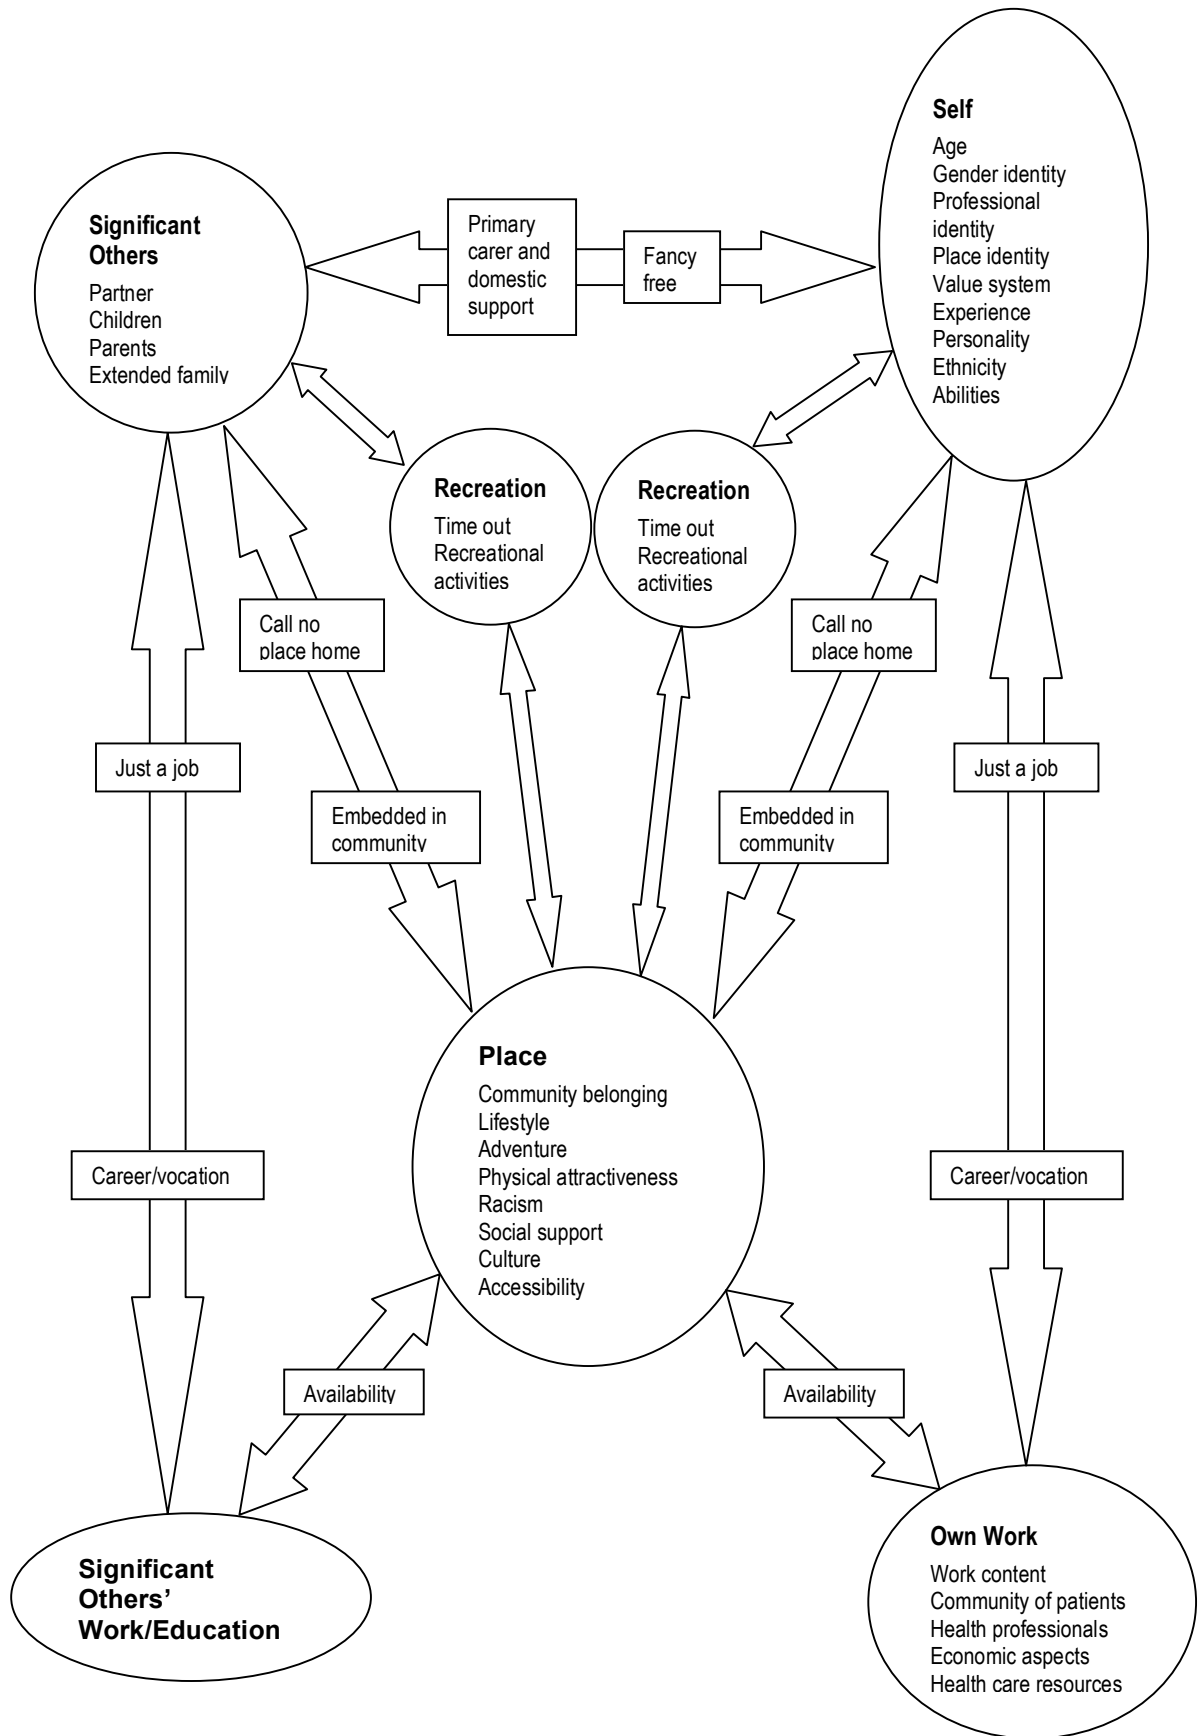 Self
Age
Gender identity
Professional
identity
Place identity
Value system
Experience
Personality
Ethnicity
Abilities
Significant
Others
Partner
Children
Parents
Extended family
Primary
carer and
domestic
support
Fancy
free
Recreation
Time out
Recreational
activities
Recreation
Time out
Recreational
activities
Call no
place home
Call no
place home
Just a job
Just a job
Embedded in
community
Embedded in
community
Place
Community belonging
Lifestyle
Adventure
Physical attractiveness
Racism
Social support
Culture
Accessibility
Career/vocation
Career/vocation
Availability
Availability
Significant
Others’
Work/Education
Own Work
Work content
Community of patients
Health professionals
Economic aspects
Health care resources